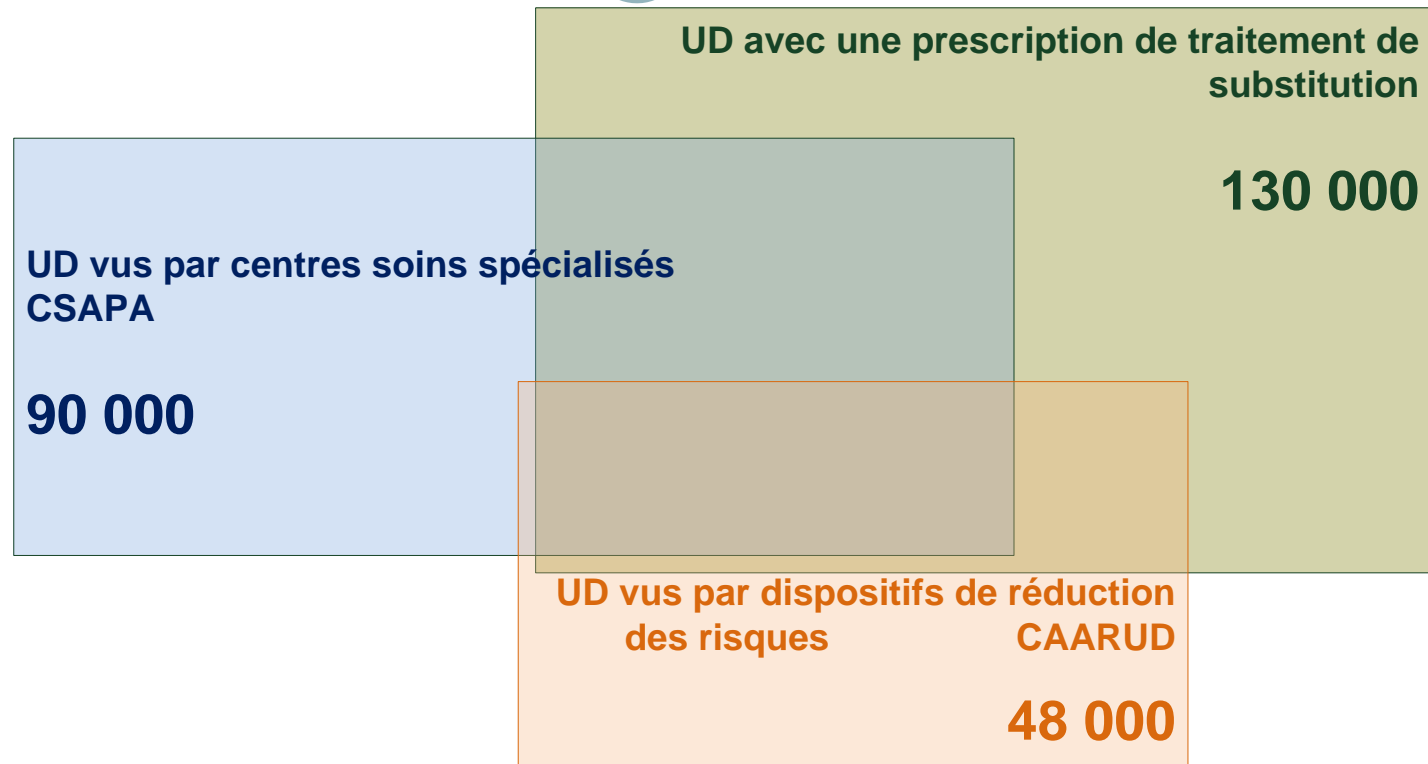 UD avec une prescription de traitement de
substitution
130 000
UD vus par centres soins spécialisés
CSAPA
90 000
UD vus par dispositifs de réduction
des risques CAARUD
48 000